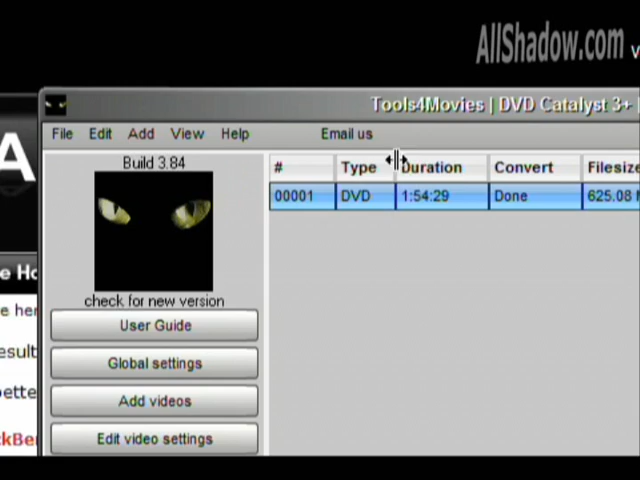 AllShadow.com
Tools4Movies | DVD Catalyst 3+ |
File Edit Add View Help Email us
Build 3.84
# Type Duration Convert Filesize
00001 DVD 1:54:29 Done 625.08
check for new version
User Guide
Global settings
Add videos
Edit video settings